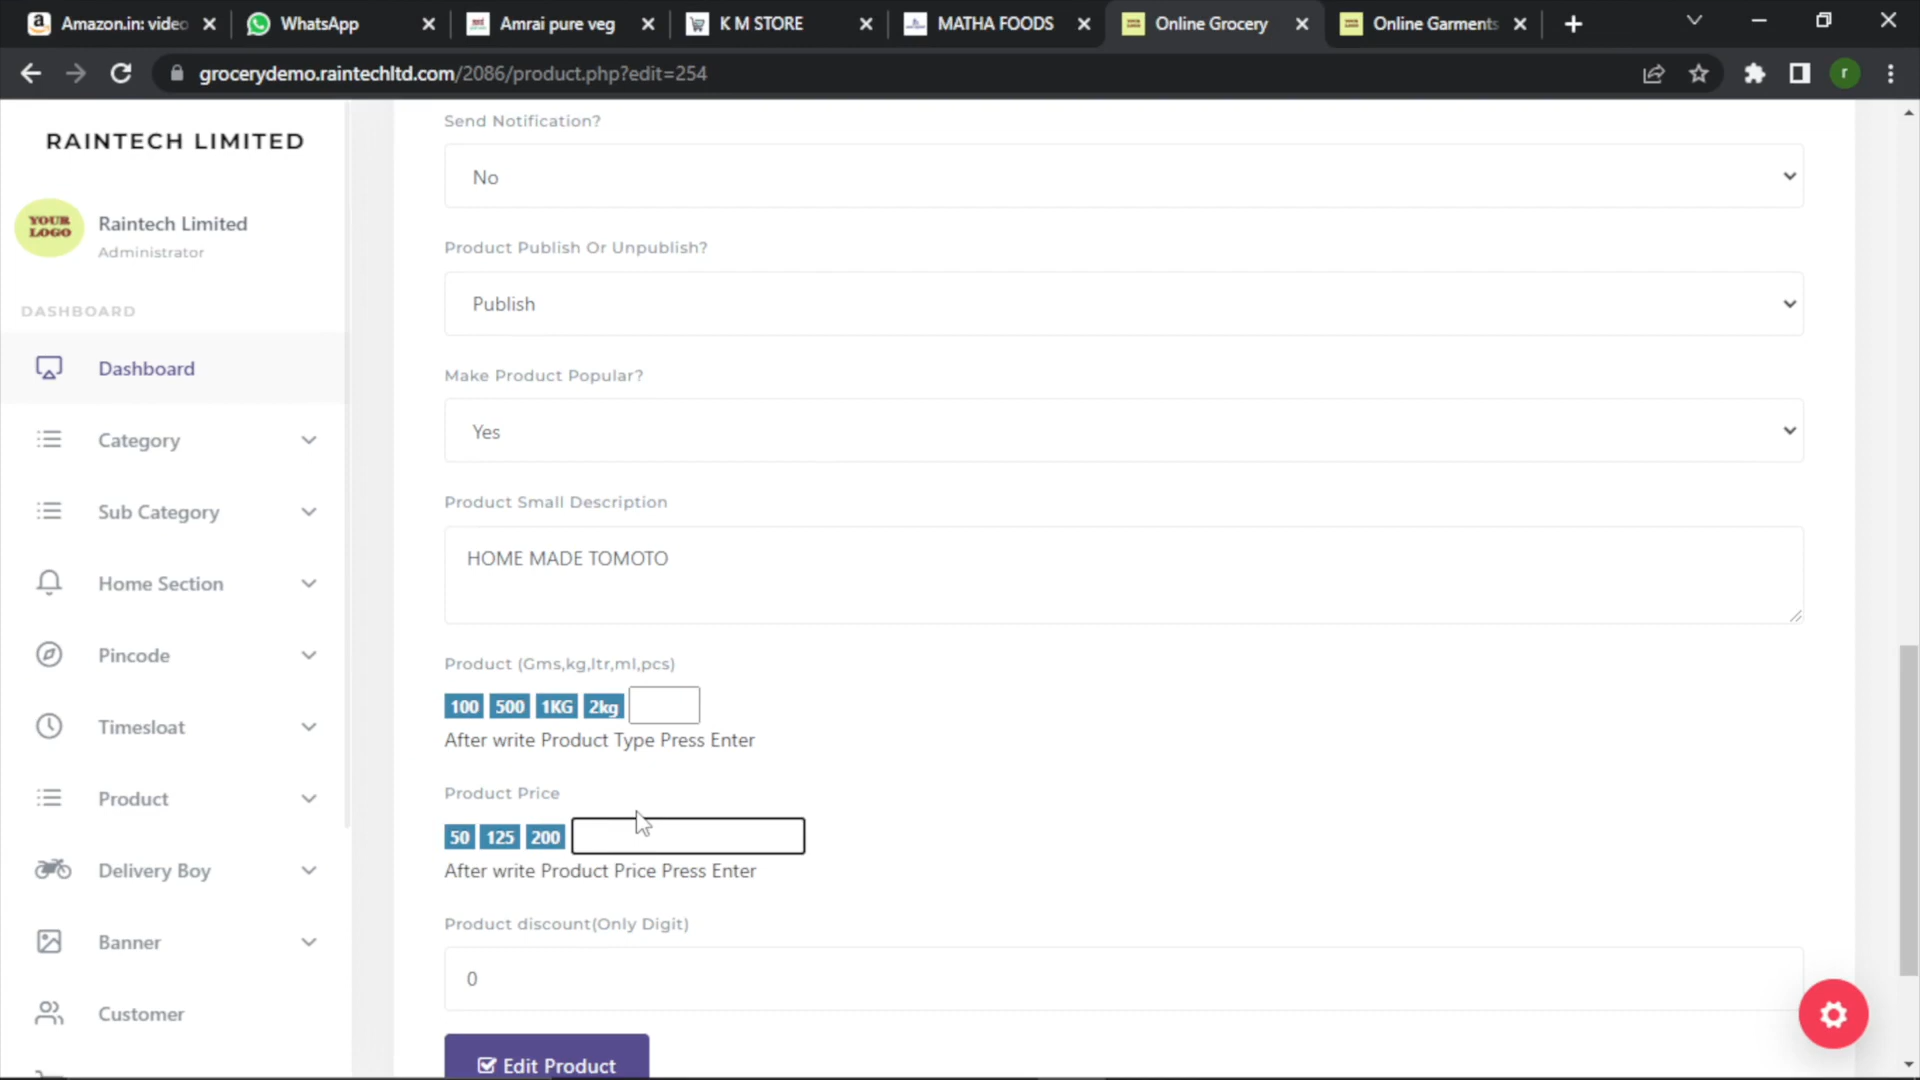 Amazon.in: video
WhatsApp
Amrai pure veg
K M STORE
MATHA FOODS
Online Grocery
Online Garments
grocerydemo.raintechltd.com/2086/product.php?edit=254
r
RAINTECH LIMITED
YOUR LOGO
Raintech Limited
Administrator
DASHBOARD
Dashboard
Category
Sub Category
Home Section
Pincode
Timesloat
Product
Delivery Boy
Banner
Customer
Send Notification?
No
Product Publish Or Unpublish?
Publish
Make Product Popular?
Yes
Product Small Description
HOME MADE TOMOTO
Product (Gms,kg,ltr,ml,pcs)
100 500 1KG 2kg
After write Product Type Press Enter
Product Price
50 125 200
After write Product Price Press Enter
Product discount(Only Digit)
0
Edit Product